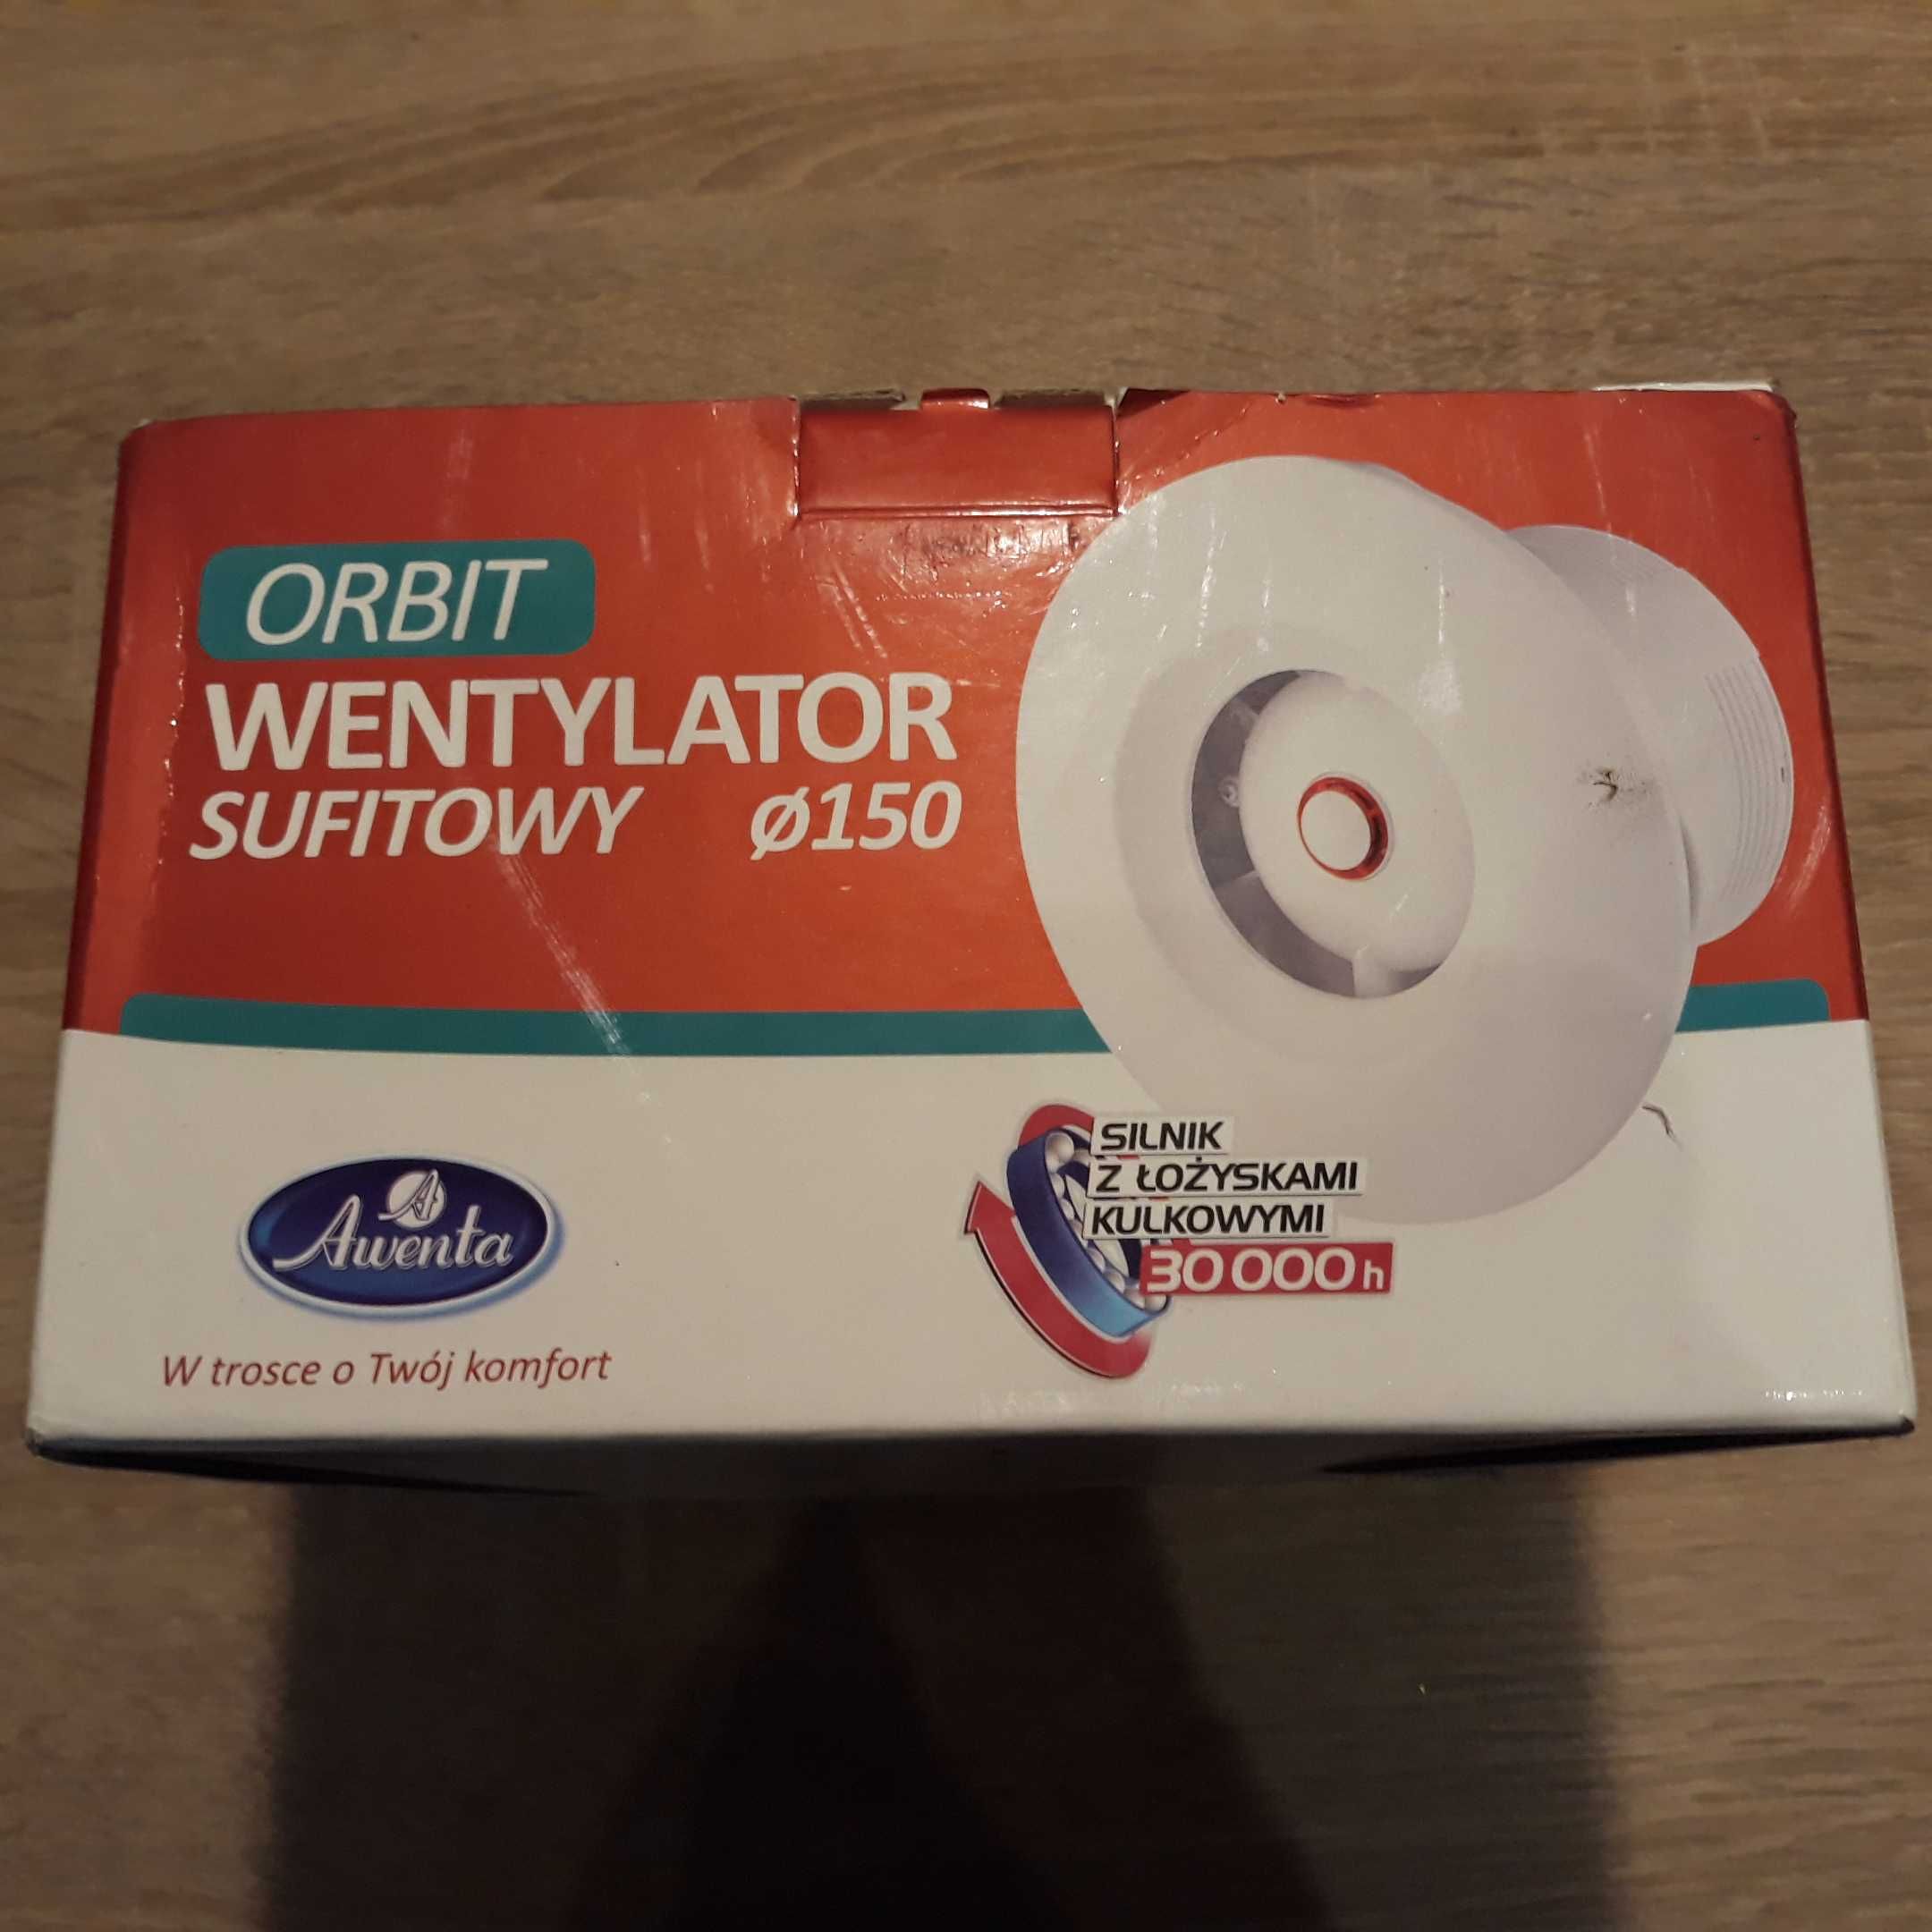 ORBIT
WENTYLATOR
SUFITOWY ø150
A
Awenta
W trosce o Twój komfort
SILNIK
Z ŁOŻYSKAMI
KULKOWYMI
30 000 h